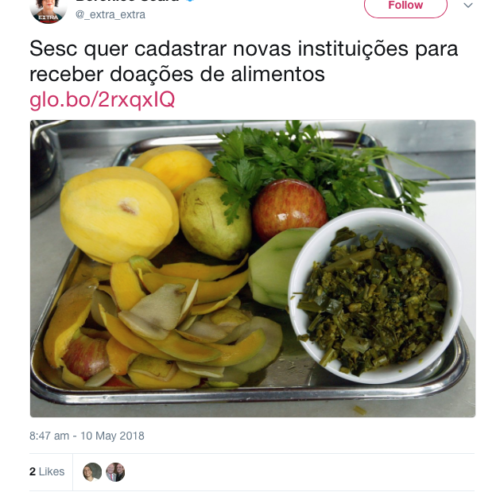 EXTRA
@_extra_extra
Follow
Sesc quer cadastrar novas instituições para
receber doações de alimentos
glo.bo/2rxqxIQ
8:47 am - 10 May 2018
2 Likes